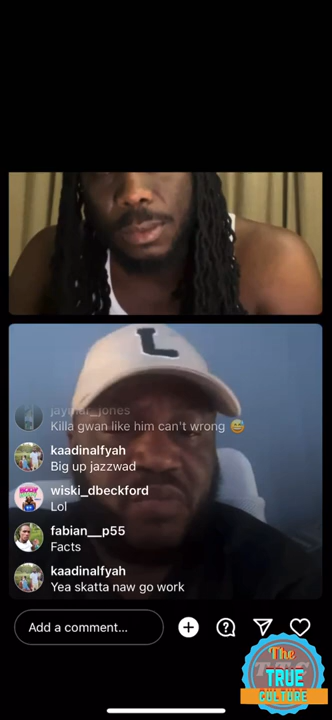 L
jaymar_jones
Killa gwan like him can't wrong 😅
kaadinalfyah
Big up jazzwad
wiski_dbeckford
Lol
fabian__p55
Facts
kaadinalfyah
Yea skatta naw go work
Add a comment...
The
TTC
TRUE
CULTURE